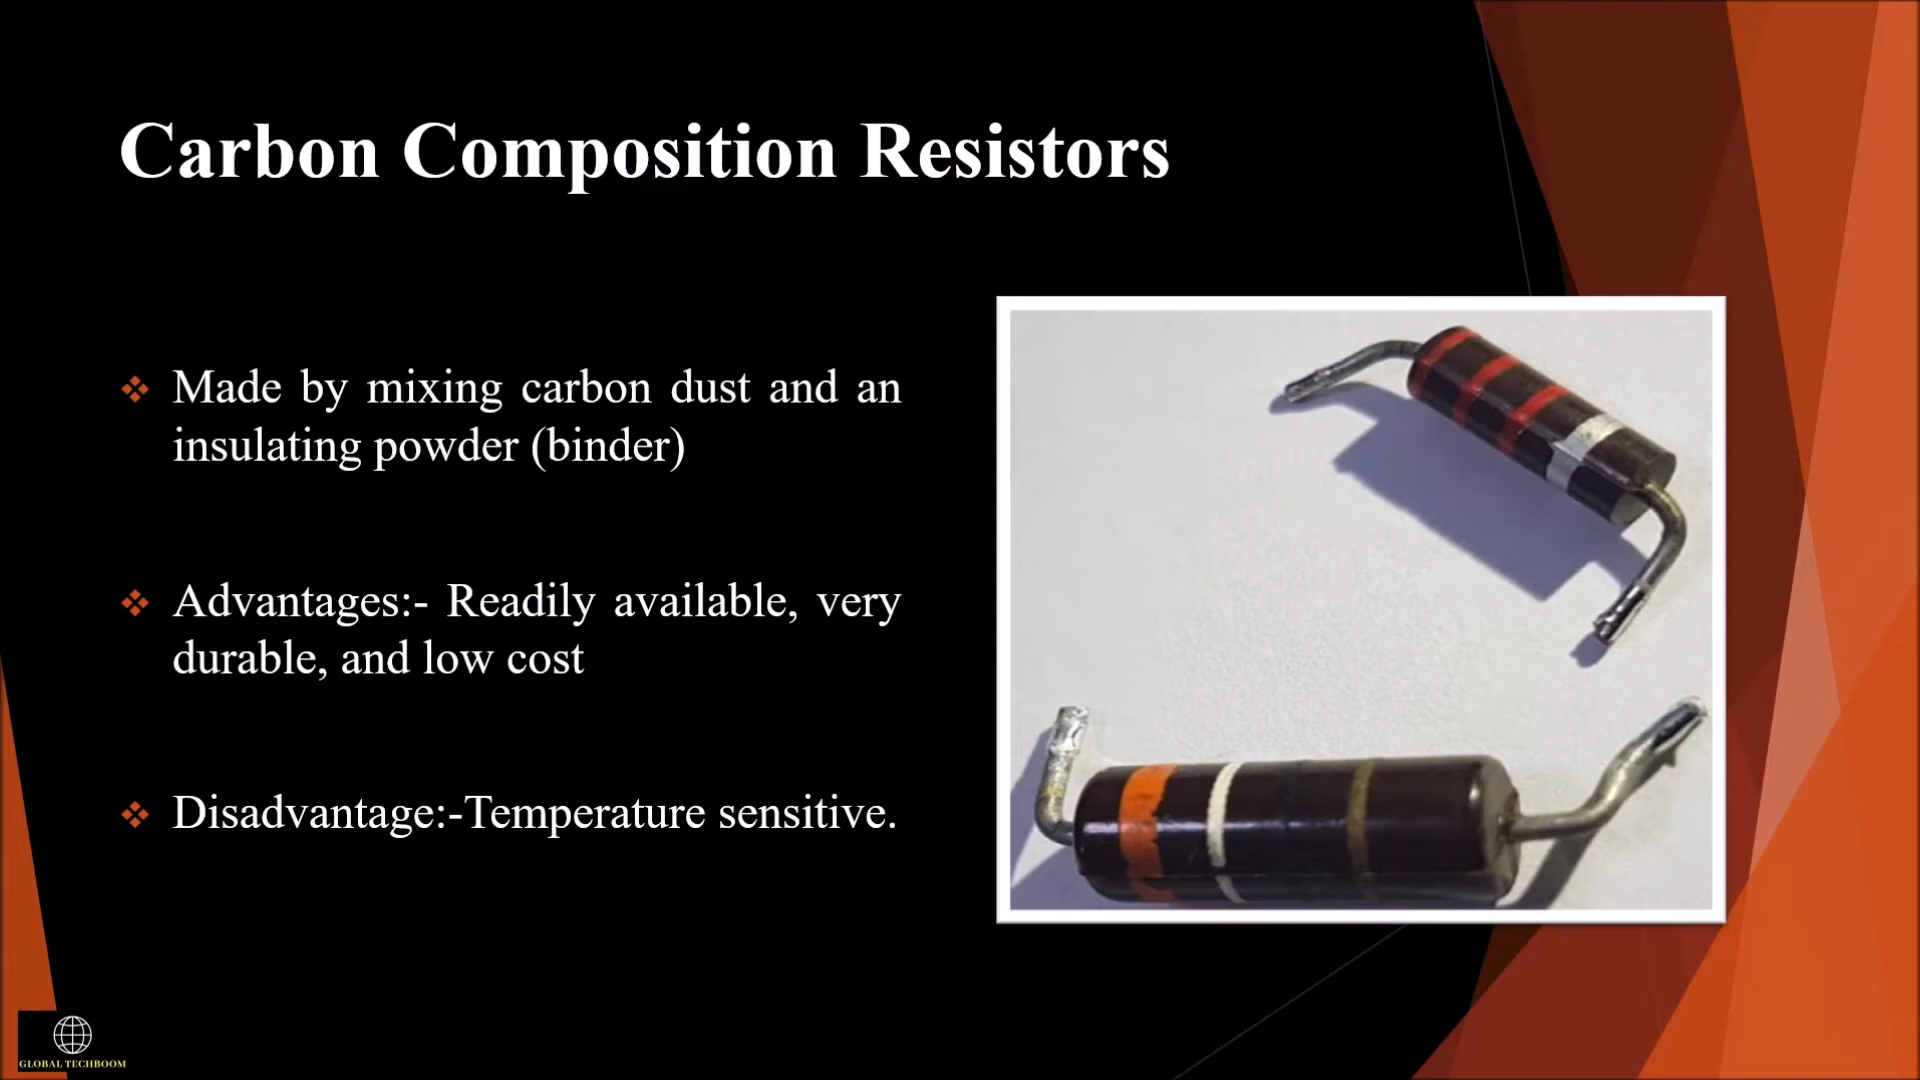 Carbon Composition Resistors
Made by mixing carbon dust and an
insulating powder (binder)
Advantages:- Readily available, very
durable, and low cost
Disadvantage:-Temperature sensitive.
GLOBAL TECHBOOM